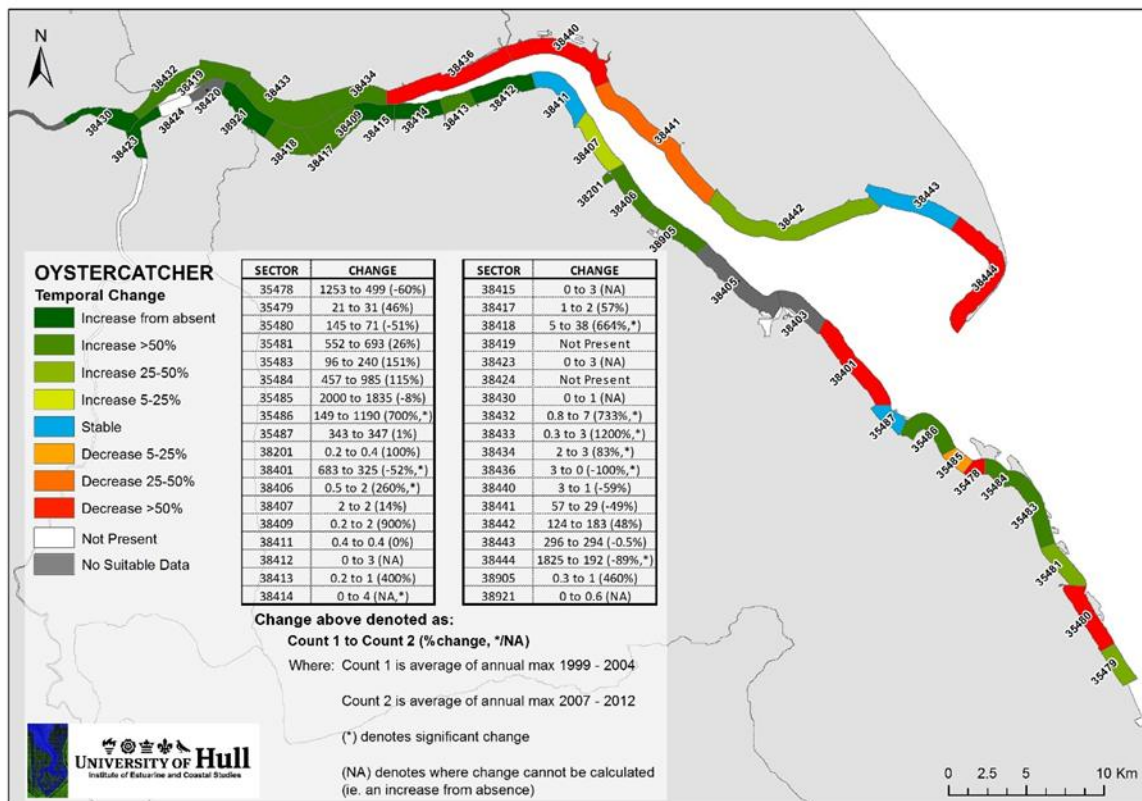 N
38432
38419
38420
38433
38434
38436
38440
38430
38424
38423
38921
38418
38417
38409
38415
38414
38413
38412
38411
38407
38201
38406
38905
38405
38403
38401
38441
38442
38443
38444
35487
35486
35485
35478
35484
35483
35481
35480
35479
OYSTERCATCHER
Temporal Change
Increase from absent
Increase >50%
Increase 25-50%
Increase 5-25%
Stable
Decrease 5-25%
Decrease 25-50%
Decrease >50%
Not Present
No Suitable Data
SECTOR CHANGE
35478 1253 to 499 (-60%)
35479 21 to 31 (46%)
35480 145 to 71 (-51%)
35481 552 to 693 (26%)
35483 96 to 240 (151%)
35484 457 to 985 (115%)
35485 2000 to 1835 (-8%)
35486 149 to 1190 (700%,*)
35487 343 to 347 (1%)
38201 0.2 to 0.4 (100%)
38401 683 to 325 (-52%,*)
38406 0.5 to 2 (260%,*)
38407 2 to 2 (14%)
38409 0.2 to 2 (900%)
38411 0.4 to 0.4 (0%)
38412 0 to 3 (NA)
38413 0.2 to 1 (400%)
38414 0 to 4 (NA,*)
SECTOR CHANGE
38415 0 to 3 (NA)
38417 1 to 2 (57%)
38418 5 to 38 (664%,*)
38419 Not Present
38423 0 to 3 (NA)
38424 Not Present
38430 0 to 1 (NA)
38432 0.8 to 7 (733%,*)
38433 0.3 to 3 (1200%,*)
38434 2 to 3 (83%,*)
38436 3 to 0 (-100%,*)
38440 3 to 1 (-59%)
38441 57 to 29 (-49%)
38442 124 to 183 (48%)
38443 296 to 294 (-0.5%)
38444 1825 to 192 (-89%,*)
38905 0.3 to 1 (460%)
38921 0 to 0.6 (NA)
Change above denoted as:
Count 1 to Count 2 (%change, */NA)
Where: Count 1 is average of annual max 1999 - 2004
Count 2 is average of annual max 2007 - 2012
(*) denotes significant change
(NA) denotes where change cannot be calculated
(ie. an increase from absence)
UNIVERSITY OF Hull
Institute of Estuarine and Coastal Studies
0 2.5 5 10 Km